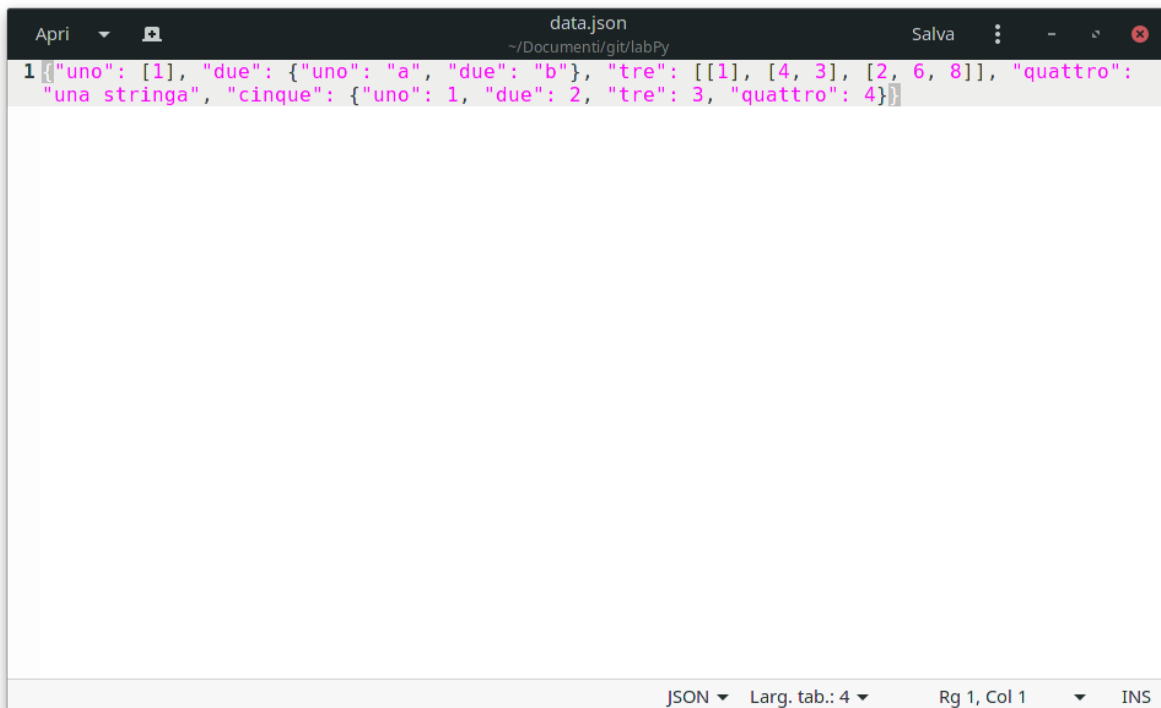 Apri
data.json
~/Documenti/git/labPy
Salva
1 {"uno": [1], "due": {"uno": "a", "due": "b"}, "tre": [[1], [4, 3], [2, 6, 8]], "quattro":
"una stringa", "cinque": {"uno": 1, "due": 2, "tre": 3, "quattro": 4}}
JSON Larg. tab.: 4 Rg 1, Col 1 INS